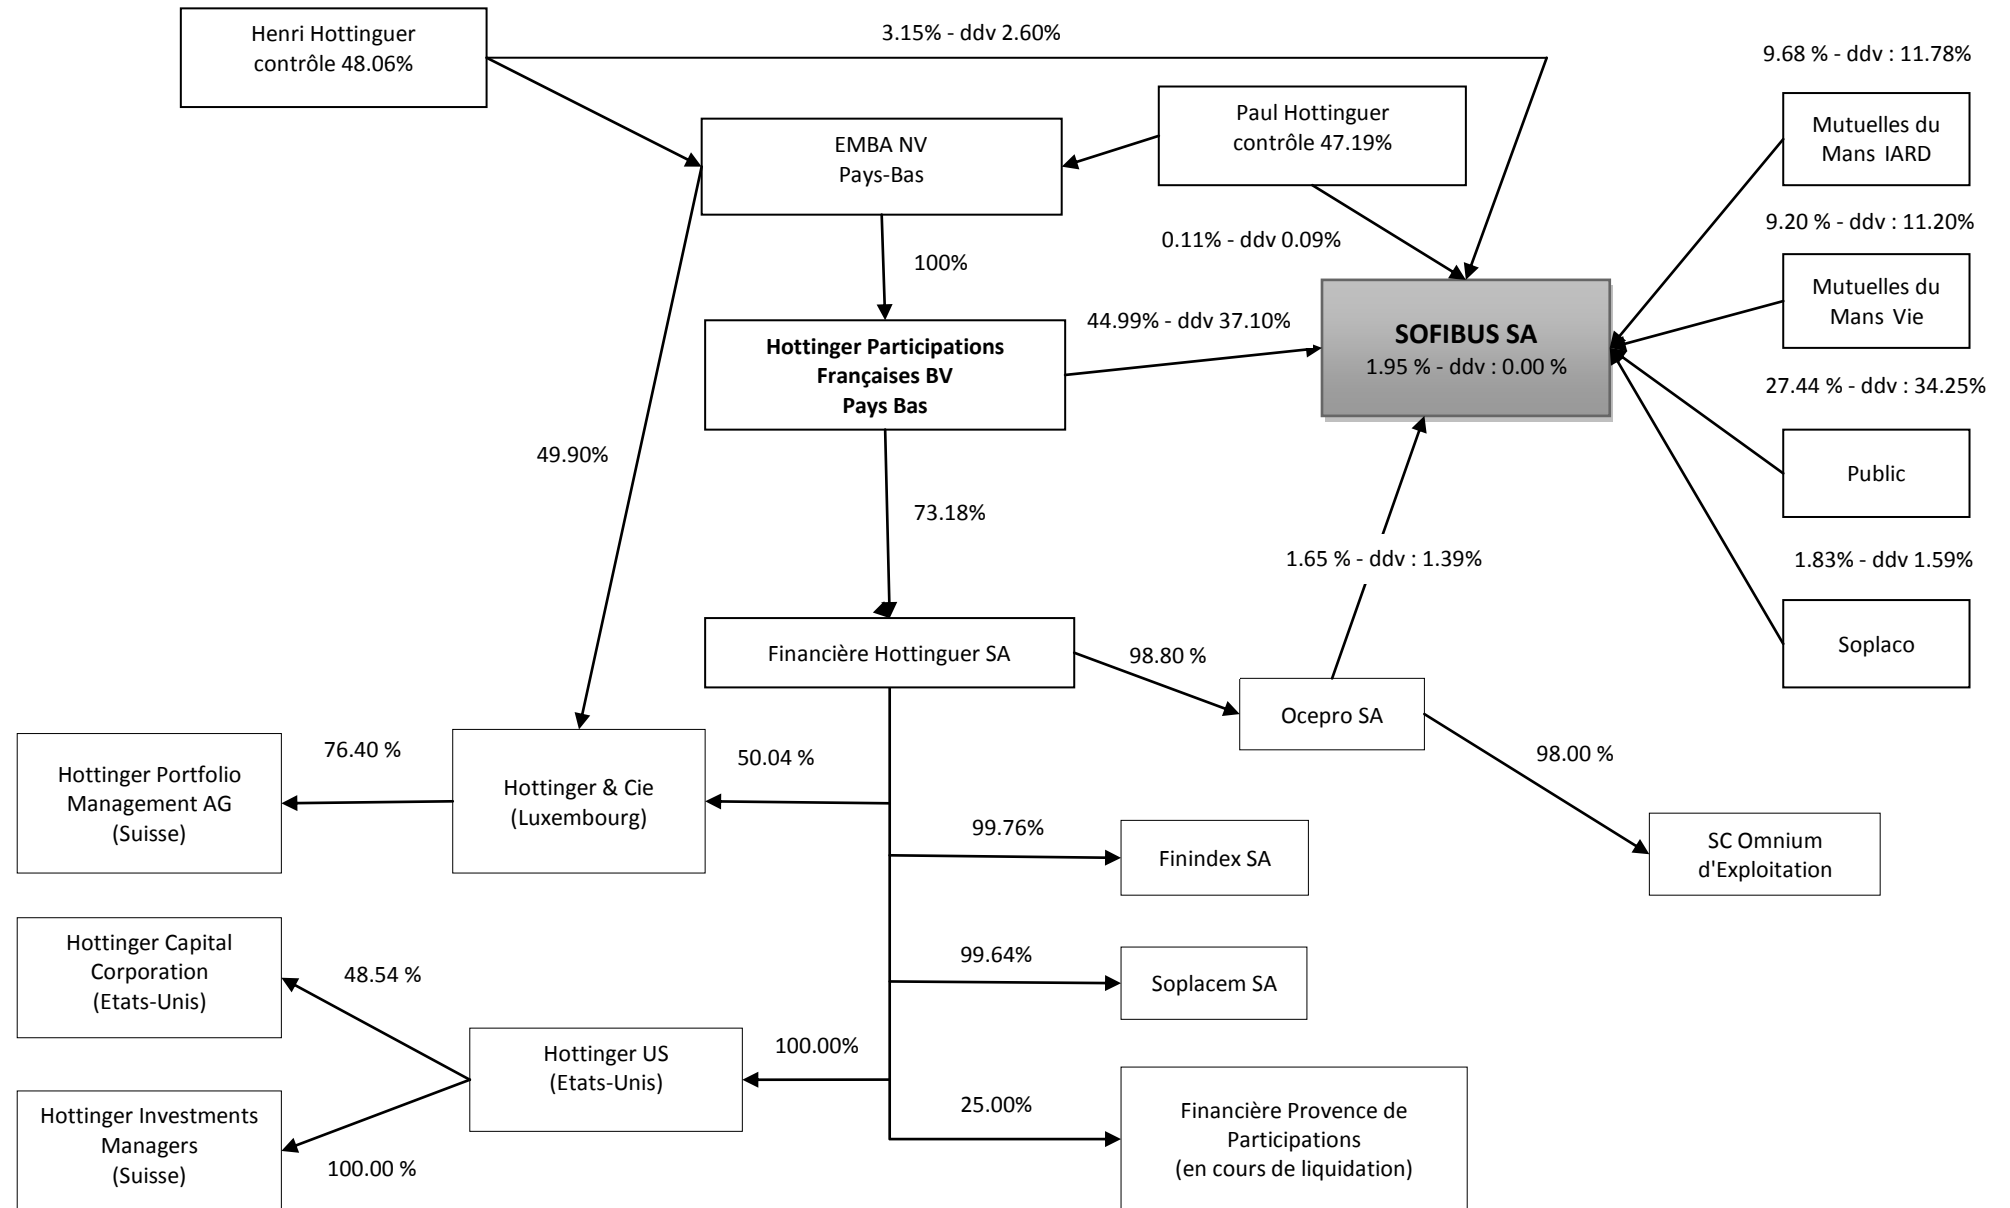 Henri Hottinguer
contrôle 48.06%
3.15% - ddv 2.60%
9.68 % - ddv : 11.78%
Paul Hottinguer
contrôle 47.19%
EMBA NV
Pays-Bas
Mutuelles du
Mans IARD
9.20 % - ddv : 11.20%
0.11% - ddv 0.09%
100%
Mutuelles du
Mans Vie
44.99% - ddv 37.10%
Hottinger Participations
Françaises BV
Pays Bas
SOFIBUS SA
1.95 % - ddv : 0.00 %
27.44 % - ddv : 34.25%
49.90%
Public
73.18%
1.65 % - ddv : 1.39%
1.83% - ddv 1.59%
Financière Hottinguer SA
98.80 %
Soplaco
Ocepro SA
76.40 %
50.04 %
98.00 %
Hottinger Portfolio
Management AG
(Suisse)
Hottinger & Cie
(Luxembourg)
99.76%
Finindex SA
SC Omnium
d'Exploitation
Hottinger Capital
Corporation
(Etats-Unis)
48.54 %
99.64%
Soplacem SA
Hottinger US
(Etats-Unis)
100.00%
Hottinger Investments
Managers
(Suisse)
100.00 %
25.00%
Financière Provence de
Participations
(en cours de liquidation)